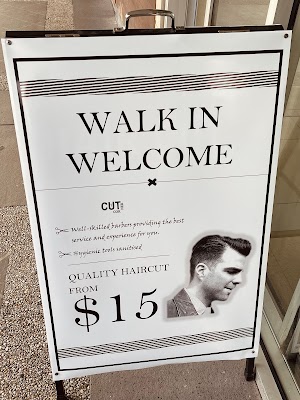 WALK IN
WELCOME
CUT
Well-skilled barbers providing the best
service and experience for you.
Hygienic tools sanitised
QUALITY HAIRCUT
FROM
$15